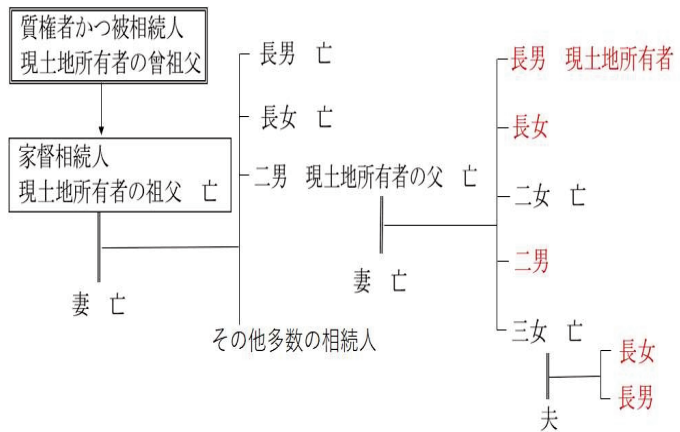 質権者かつ被相続人
現土地所有者の曾祖父
家督相続人
現土地所有者の祖父　亡
妻　亡
長男　亡
長女　亡
二男　現土地所有者の父　亡
その他多数の相続人
妻　亡
長男　現土地所有者
長女
二女　亡
二男
三女　亡
夫
長女
長男